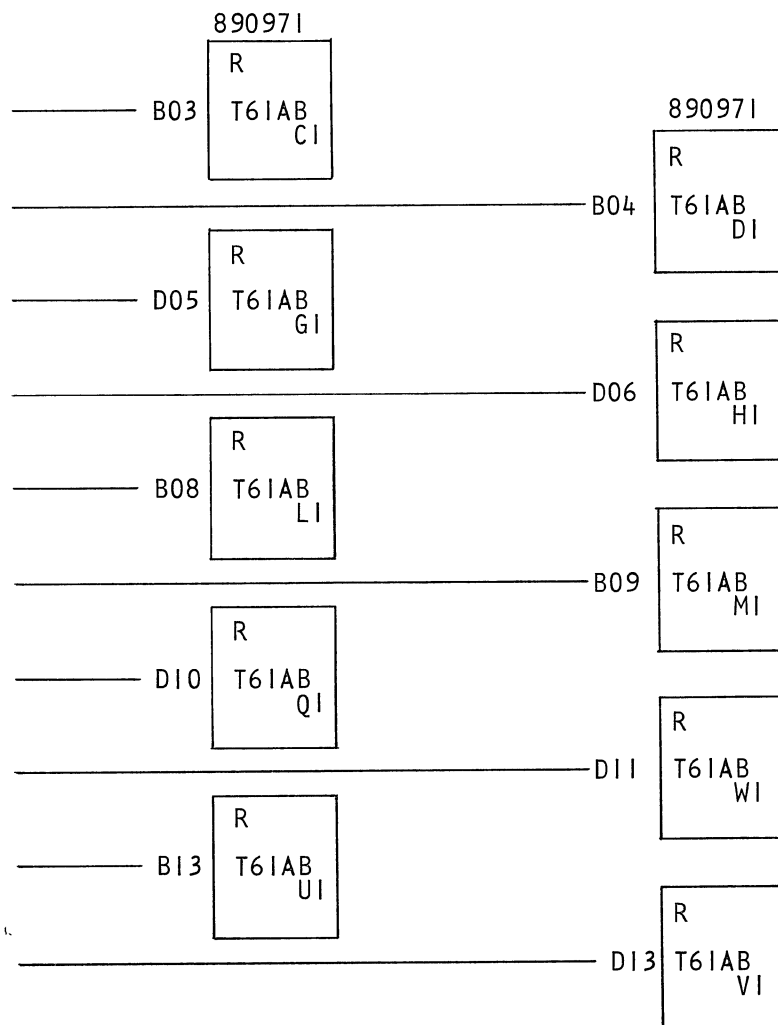 890971
R
B03 T61AB
C1
890971
R
B04 T61AB
D1
R
D05 T61AB
G1
R
D06 T61AB
H1
R
B08 T61AB
L1
R
B09 T61AB
M1
R
D10 T61AB
Q1
R
D11 T61AB
W1
R
B13 T61AB
U1
R
D13 T61AB
V1